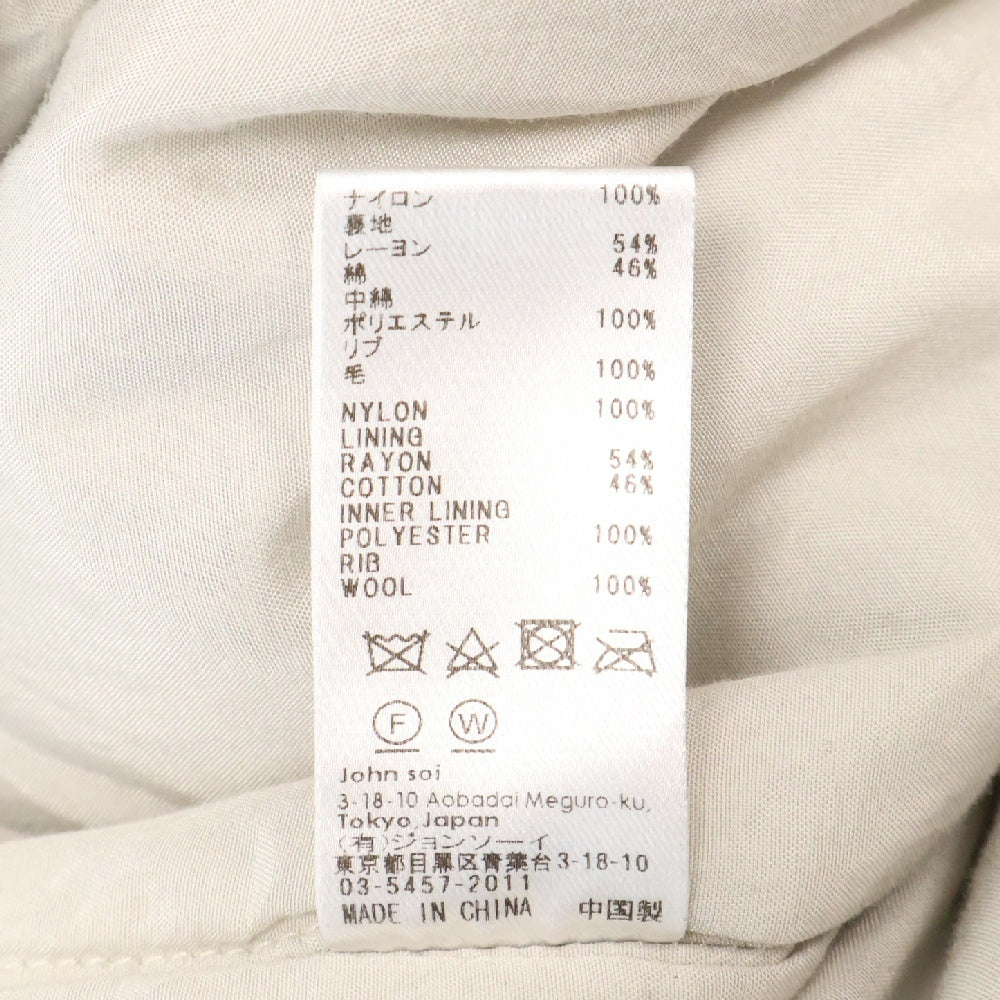 ナイロン 100%
裏地
レーヨン 54%
綿 46%
中綿
ポリエステル 100%
リブ
毛 100%
NYLON 100%
LINING
RAYON 54%
COTTON 46%
INNER LINING
POLYESTER 100%
RIB
WOOL 100%
F W
John soi
3-18-10 Aobadai Meguro-ku,
Tokyo, Japan
(有)ジョンソーイ
東京都目黒区青葉台3-18-10
03-5457-2011
MADE IN CHINA 中国製